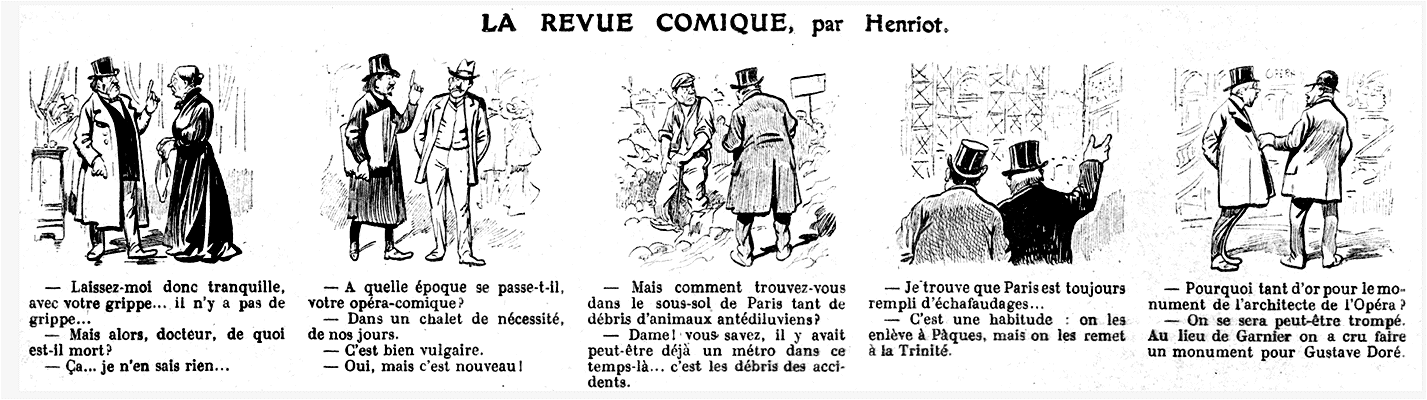 LA REVUE COMIQUE, par Henriot.
— Laissez-moi donc tranquille,
avec votre grippe... il n'y a pas de
grippe...
— Mais alors, docteur, de quoi
est-il mort?
— Ça... je n'en sais rien...
— A quelle époque se passe-t-il,
votre opéra-comique?
— Dans un chalet de nécessité,
de nos jours.
— C'est bien vulgaire.
— Oui, mais c'est nouveau!
— Mais comment trouvez-vous
dans le sous-sol de Paris tant de
débris d'animaux antédiluviens?
— Dame! vous savez, il y avait
peut-être déjà un métro dans ce
temps-là... c'est les débris des acci-
dents.
— Je trouve que Paris est toujours
rempli d'échafaudages...
— C'est une habitude : on les
enlève à Pâques, mais on les remet
à la Trinité.
OPERA
— Pourquoi tant d'or pour le mo-
nument de l'architecte de l'Opéra?
— On se sera peut-être trompé.
Au lieu de Garnier on a cru faire
un monument pour Gustave Doré.